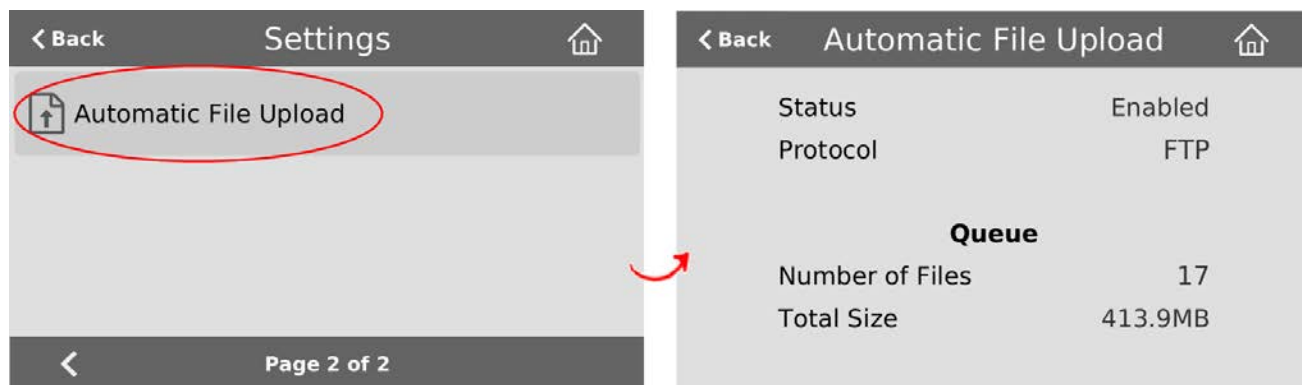 Back Settings
Automatic File Upload
Page 2 of 2
Back Automatic File Upload
Status Enabled
Protocol FTP
Queue
Number of Files 17
Total Size 413.9MB